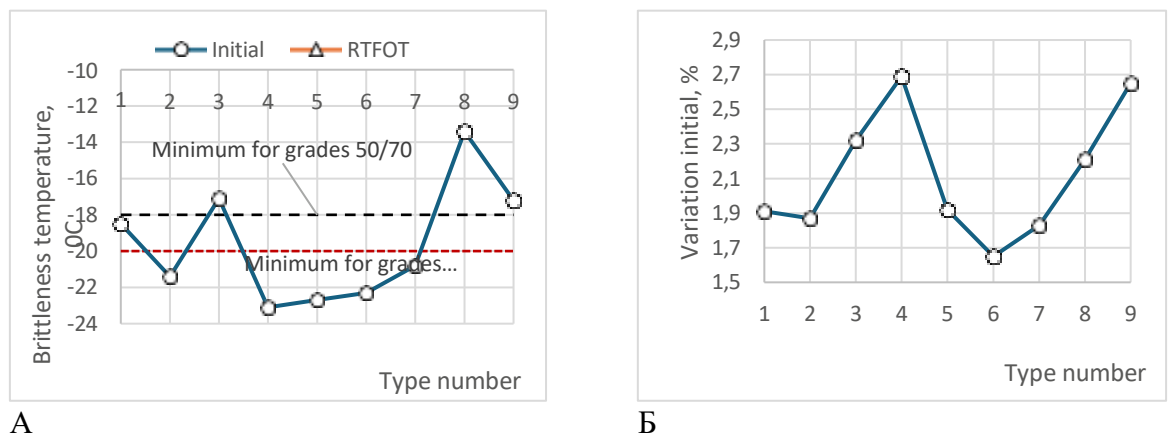 Initial RTFOT
-10
1 2 3 4 5 6 7 8 9
-12
-14
Minimum for grades 50/70
-16
-18
-20
Minimum for grades...
-22
-24
Brittleness temperature,
0C
Type number
А
2,9
2,7
2,5
2,3
2,1
1,9
1,7
1,5
1 2 3 4 5 6 7 8 9
Variation initial, %
Type number
Б